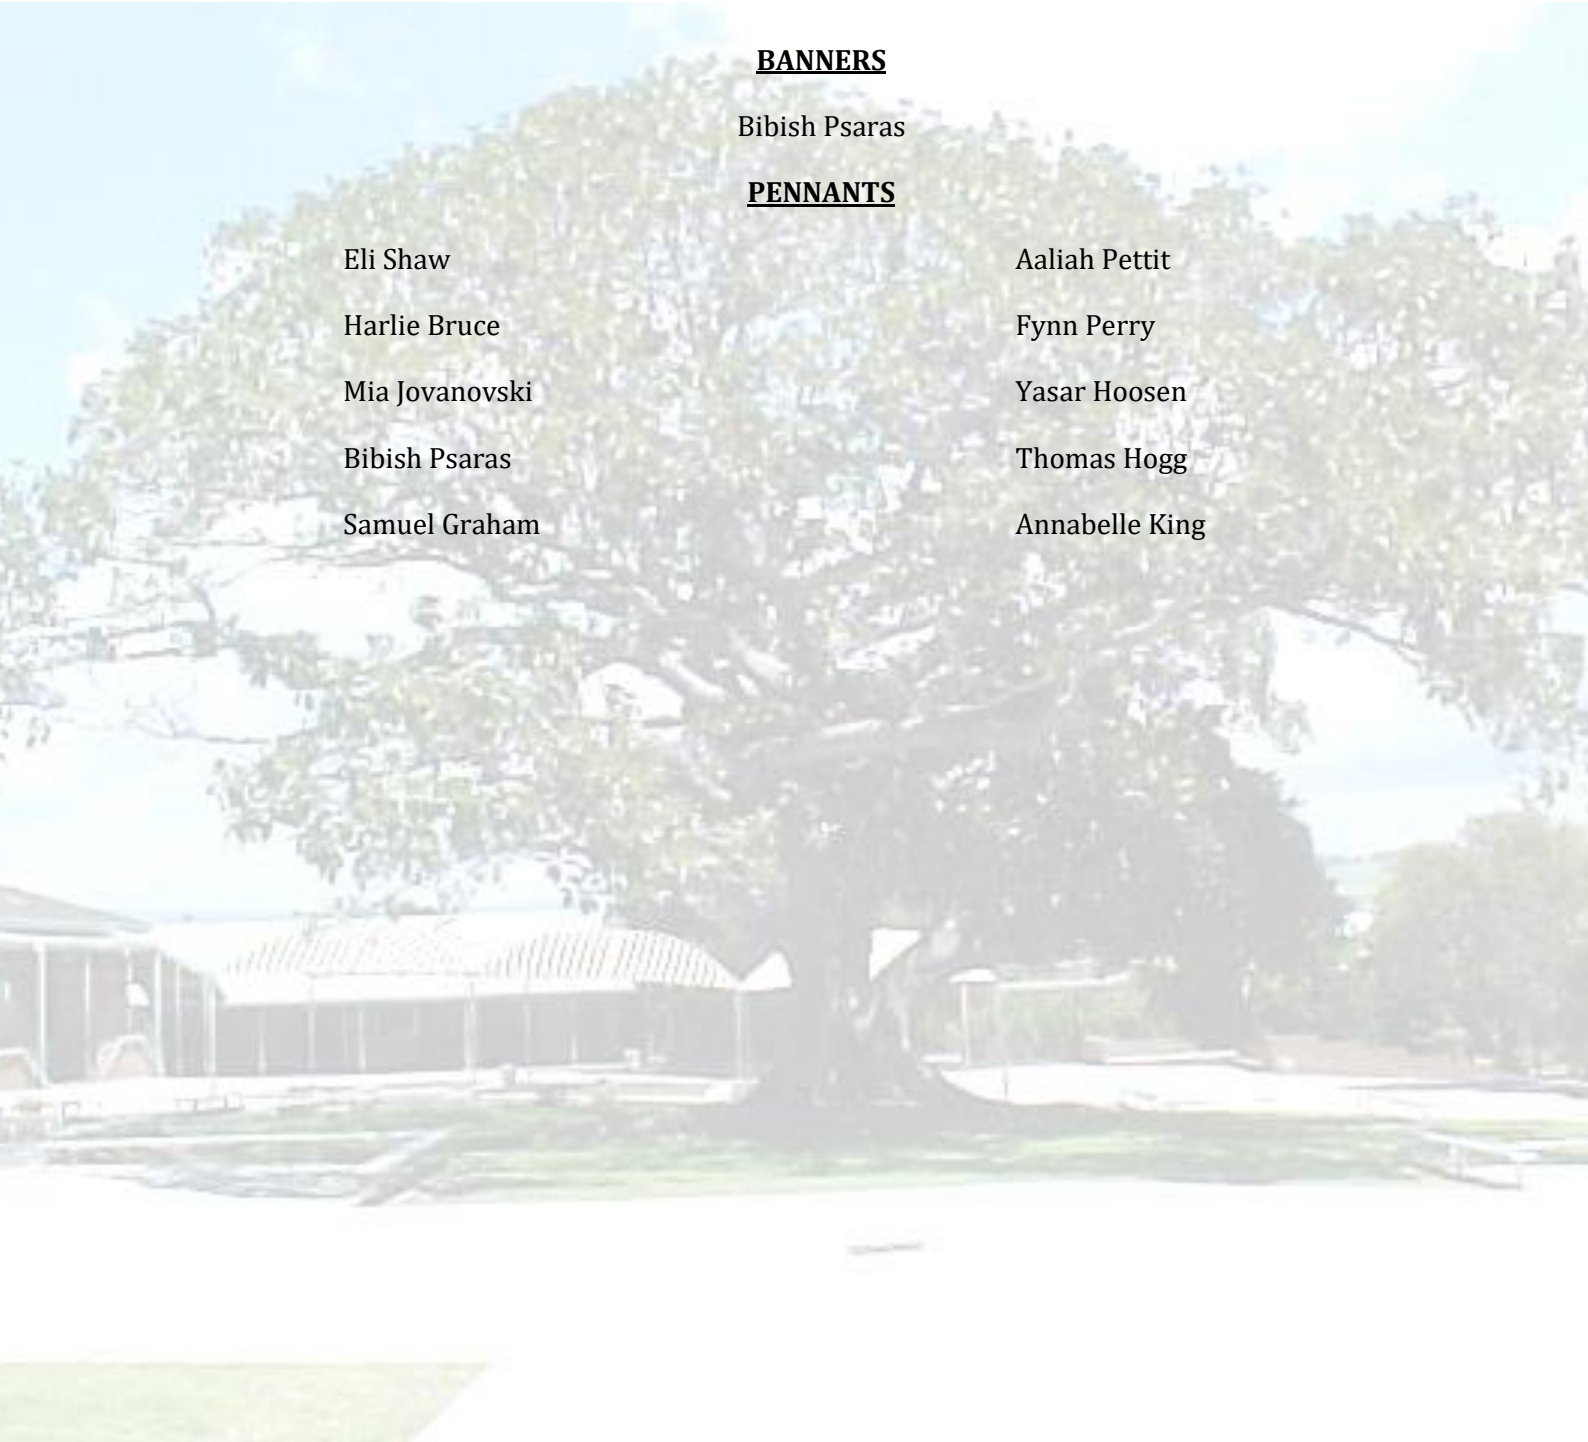 BANNERS
Bibish Psaras
PENNANTS
Eli Shaw
Aaliah Pettit
Harlie Bruce
Fynn Perry
Mia Jovanovski
Yasar Hoosen
Bibish Psaras
Thomas Hogg
Samuel Graham
Annabelle King